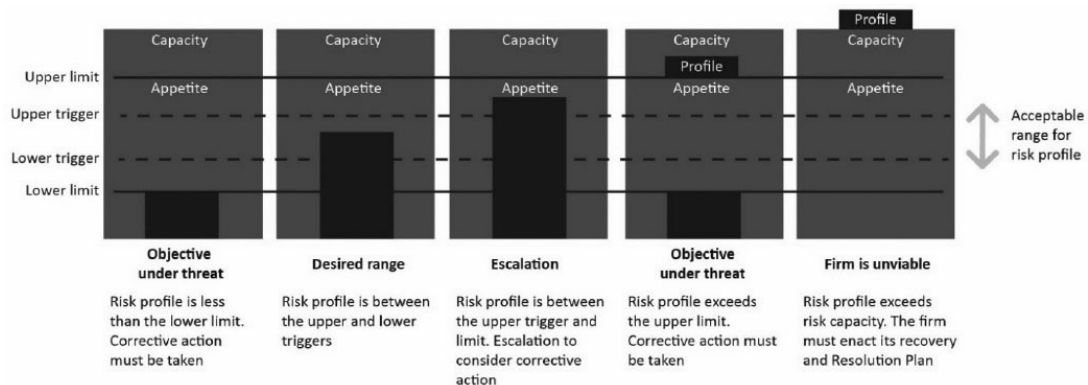 Profile
Capacity
Capacity
Capacity
Capacity
Capacity
Profile
Upper limit
Appetite
Appetite
Appetite
Appetite
Appetite
Upper trigger
Acceptable
range for
risk profile
Lower trigger
Lower limit
Objective
under threat
Risk profile is less
than the lower limit.
Corrective action
must be taken
Desired range
Risk profile is between
the upper and lower
triggers
Escalation
Risk profile is between
the upper trigger and
limit. Escalation to
consider corrective
action
Objective
under threat
Risk profile exceeds
the upper limit.
Corrective action must
be taken
Firm is unviable
Risk profile exceeds
risk capacity. The firm
must enact its recovery
and Resolution Plan